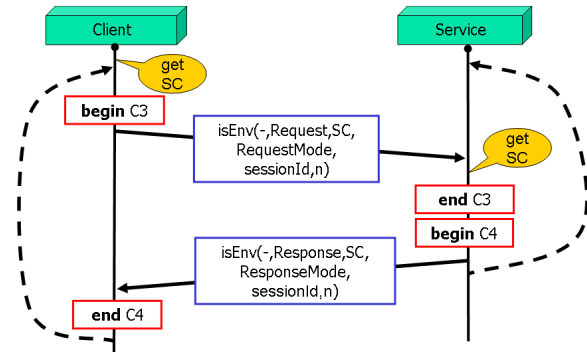 Client
Service
get
SC
begin C3
isEnv(-,Request,SC,
RequestMode,
sessionId,n)
get
SC
end C3
begin C4
isEnv(-,Response,SC,
ResponseMode,
sessionId,n)
end C4